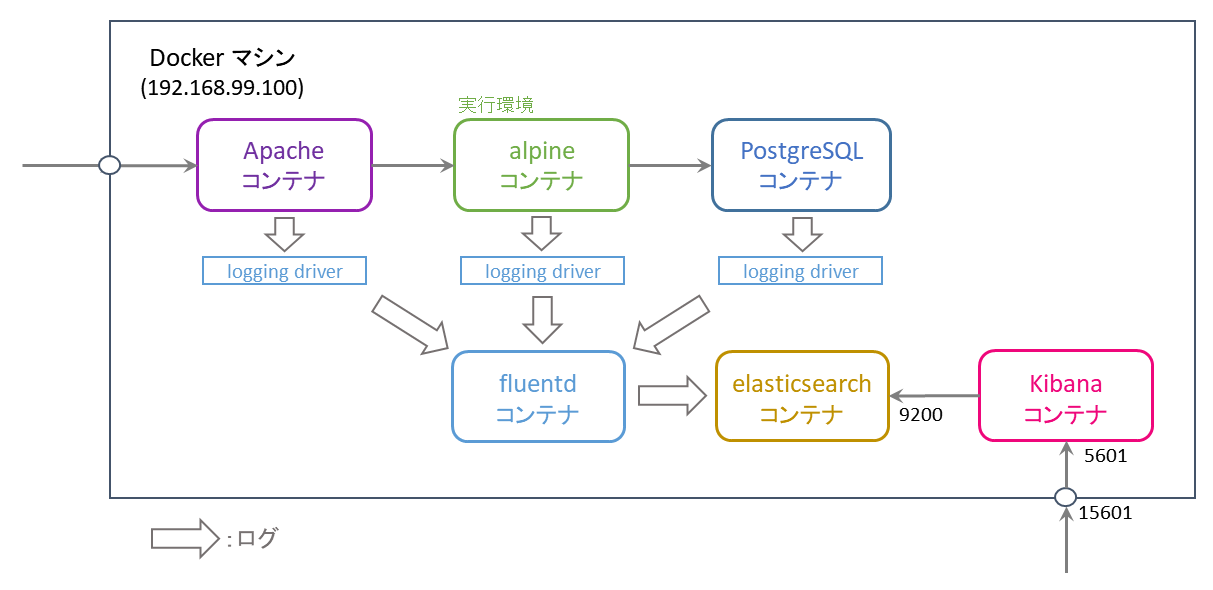 Docker マシン
(192.168.99.100)
実行環境
Apache
コンテナ
alpine
コンテナ
PostgreSQL
コンテナ
logging driver
logging driver
logging driver
fluentd
コンテナ
elasticsearch
コンテナ
9200
Kibana
コンテナ
5601
15601
: ログ